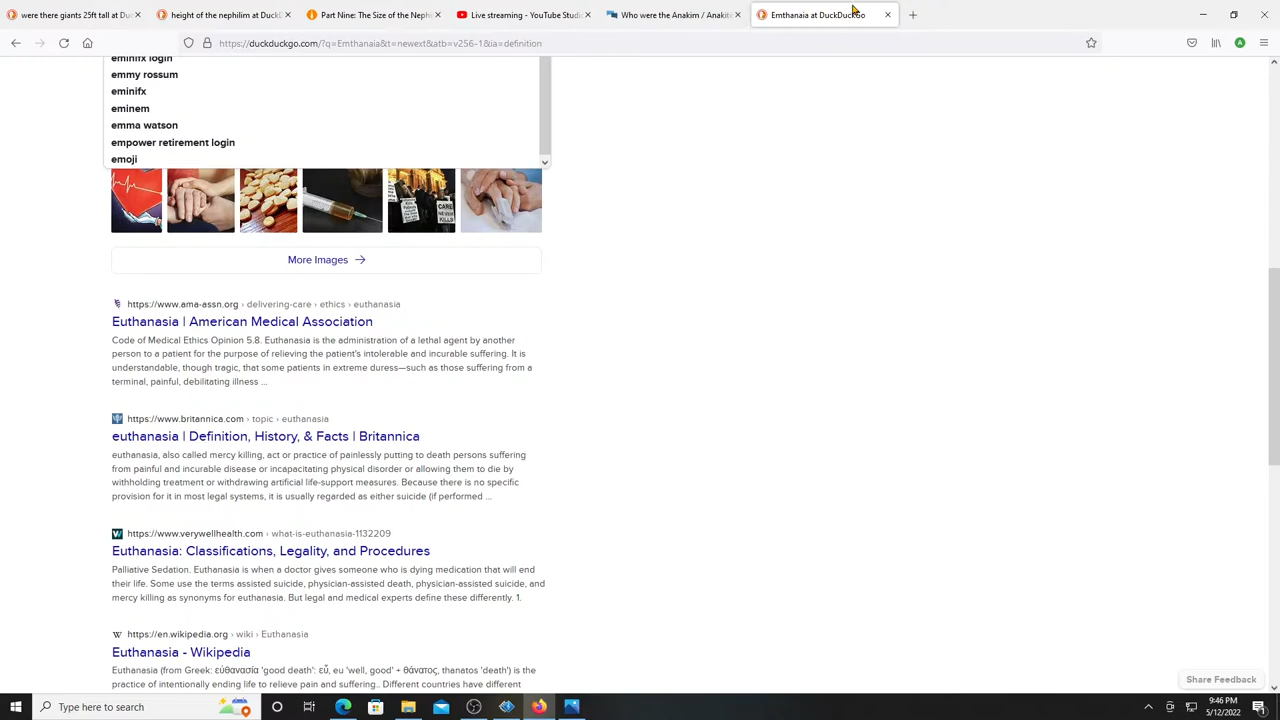 were there giants 25ft tall at Duc
height of the giants at DuckD
Part Nine: The Size of the Neph
Live streaming - YouTube Studi
Who were the Anakim / Anakite
Emthanaia at DuckDuckGo
https://duckduckgo.com/?q=Emthanaia&t=newext&atb=v256-1&ia=definition
eminifx login
emmy rossum
eminifx
eminem
emma watson
empower retirement login
emoji
CARE NEVER KILLS
More Images →
https://www.ama-assn.org › delivering-care › ethics › euthanasia
Euthanasia | American Medical Association
Code of Medical Ethics Opinion 5.8. Euthanasia is the administration of a lethal agent by another
person to a patient for the purpose of relieving the patient's intolerable and incurable suffering. It is
understandable, though tragic, that some patients in extreme duress—such as those suffering from a
terminal, painful, debilitating illness ...
https://www.britannica.com › topic › euthanasia
euthanasia | Definition, History, & Facts | Britannica
euthanasia, also called mercy killing, act or practice of painlessly putting to death persons suffering
from painful and incurable disease or incapacitating physical disorder or allowing them to die by
withholding treatment or withdrawing artificial life-support measures. Because there is no specific
provision for it in most legal systems, it is usually regarded as either suicide (if performed ...
https://www.verywellhealth.com › what-is-euthanasia-1132209
Euthanasia: Classifications, Legality, and Procedures
Palliative Sedation. Euthanasia is when a doctor gives someone who is dying medication that will end
their life. Some use the terms assisted suicide, physician-assisted death, physician-assisted suicide, and
mercy killing as synonyms for euthanasia. But legal and medical experts define these differently. 1.
https://en.wikipedia.org › wiki › Euthanasia
Euthanasia - Wikipedia
Euthanasia (from Greek: εὐθανασία 'good death': εὖ, eu 'well, good' + θάνατος, thanatos 'death') is the
practice of intentionally ending life to relieve pain and suffering.. Different countries have different
Share Feedback
Type here to search
9:46 PM
5/12/2022